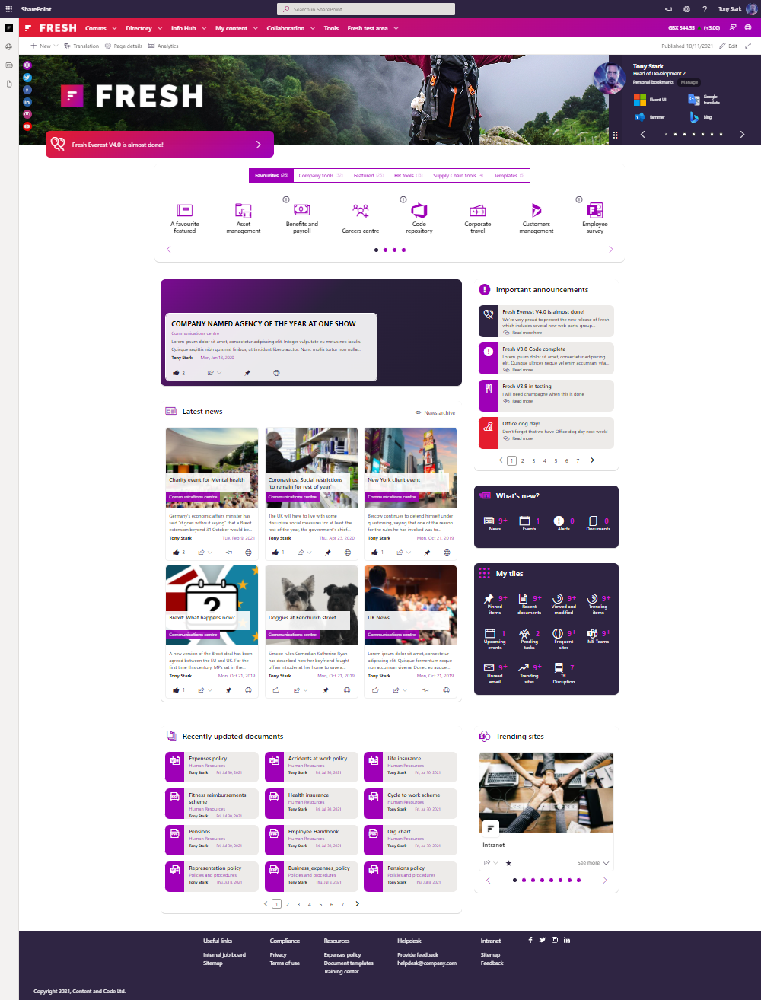 SharePoint
Search in SharePoint
Tony Stark
FRESH
Comms
Directory
Info Hub
My content
Collaboration
Tools
Fresh test area
GBX 344.55 (+3.00)
New
Translation
Page details
Analytics
Published 10/11/2021
Edit
FRESH
Tony Stark
Head of Development 2
Personal bookmarks
Manage
Fluent UI
Google
translate
Yammer
Bing
Fresh Everest V4.0 is almost done!
Favourites (26)
Company tools
Featured
HR tools
Supply Chain tools (4)
Templates
A favourite
featured
Asset
management
Benefits and
payroll
Careers centre
Code
repository
Corporate
travel
Customers
management
Employee
survey
COMPANY NAMED AGENCY OF THE YEAR AT ONE SHOW
Communications centre
Lorem ipsum dolor sit amet, consectetur adipiscing elit. Integer vulputate eu metus nec iaculis.
Quisque sagittis nibh quis nisl finibus, ut tincidunt libero auctor. Nunc mollis tortor non nulla...
Tony Stark Mon, Jan 13, 2020
3
Important announcements
Fresh Everest V4.0 is almost done!
We're very proud to present the new release of Fresh
which includes several new web parts, group...
Read more here
Fresh V3.8 Code complete
Lorem ipsum dolor sit amet, consectetur adipiscing
elit. Quisque ultrices neque vel enim accumsan, vita...
Read more
Fresh V3.8 in testing
I will need champagne when this is done
Read more
Office dog day!
Don't forget that we have Office dog day next week!
Read more
1 2 3 4 5 6 7 ...
Latest news
News archive
Charity event for Mental health
Communications centre
Germany's economic affairs minister has
said "it goes without saying" that a Brexit
extension beyond 31 October would be...
Tony Stark Tue, Feb 9, 2021
3
Coronavirus: Social restrictions
'to remain for rest of year'
Communications centre
The UK will have to live with some
disruptive social measures for at least the
rest of the year, the government's chief...
Tony Stark Thu, Apr 23, 2020
1
New York client event
Communications centre
Bercow continues to defend himself under
questioning, saying that one of the reason
for the rules he has invoked was to...
Tony Stark Mon, Oct 21, 2019
1
?
Brexit: What happens now?
Communications centre
A new version of the Brexit deal has been
agreed between the EU and UK. For the
first time this century, MPs sat in the...
Tony Stark Mon, Oct 21, 2019
1
Doggies at Fenchurch street
Communications centre
Simcoe rules Comedian Katherine Ryan
has described how her boyfriend fought
off an intruder at her home to save a...
Tony Stark Mon, Oct 21, 2019
UK News
Communications centre
Lorem ipsum dolor sit amet, consectetur
adipiscing elit. Quisque fermentum neque
non accumsan viverra. Donec eu augue...
Tony Stark Mon, Oct 21, 2019
What's new?
9+
News
1
Events
0
Alerts
0
Documents
My tiles
9+
Pinned
items
9+
Recent
documents
9+
Viewed and
modified
9+
Trending
items
1
Upcoming
events
2
Pending
tasks
9+
Frequent
sites
9+
MS Teams
9+
Unread
email
9+
Trending
sites
7
TfL
Disruption
Recently updated documents
Expenses policy
Human Resources
Tony Stark Fri, Jul 30, 2021
Accidents at work policy
Human Resources
Tony Stark Fri, Jul 30, 2021
Life insurance
Human Resources
Tony Stark Fri, Jul 30, 2021
Fitness reimbursements
scheme
Human Resources
Tony Stark Fri, Jul 30, 2021
Health insurance
Human Resources
Tony Stark Fri, Jul 30, 2021
Cycle to work scheme
Human Resources
Tony Stark Fri, Jul 30, 2021
Pensions
Human Resources
Tony Stark Fri, Jul 30, 2021
Employee Handbook
Human Resources
Tony Stark Fri, Jul 30, 2021
Org chart
Human Resources
Tony Stark Fri, Jul 30, 2021
Representation policy
Policies and procedures
Tony Stark Thu, Jul 8, 2021
Business_expenses_policy
Policies and procedures
Tony Stark Thu, Jul 8, 2021
Pensions policy
Policies and procedures
Tony Stark Thu, Jul 8, 2021
1 2 3 4 5 6 7 ...
Trending sites
Intranet
See more
Useful links
Internal job board
Sitemap
Compliance
Privacy
Terms of use
Resources
Expenses policy
Document templates
Training center
Helpdesk
Provide feedback
helpdesk@company.com
Intranet
Sitemap
Feedback
Copyright 2021, Content and Code Ltd.